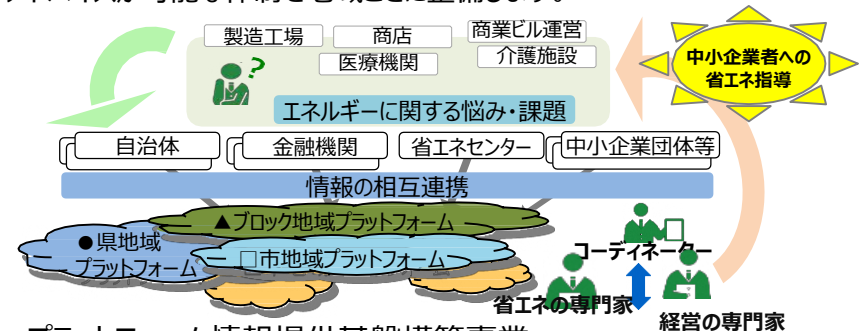 製造工場
商店
商業ビル運営
医療機関
介護施設
?
エネルギーに関する悩み・課題
中小企業者への
省エネ指導
自治体
金融機関
省エネセンター
中小企業団体等
情報の相互連携
▲ブロック地域プラットフォーム
●県地域
プラットフォーム
□市地域プラットフォーム
コーディネーター
省エネの専門家
経営の専門家